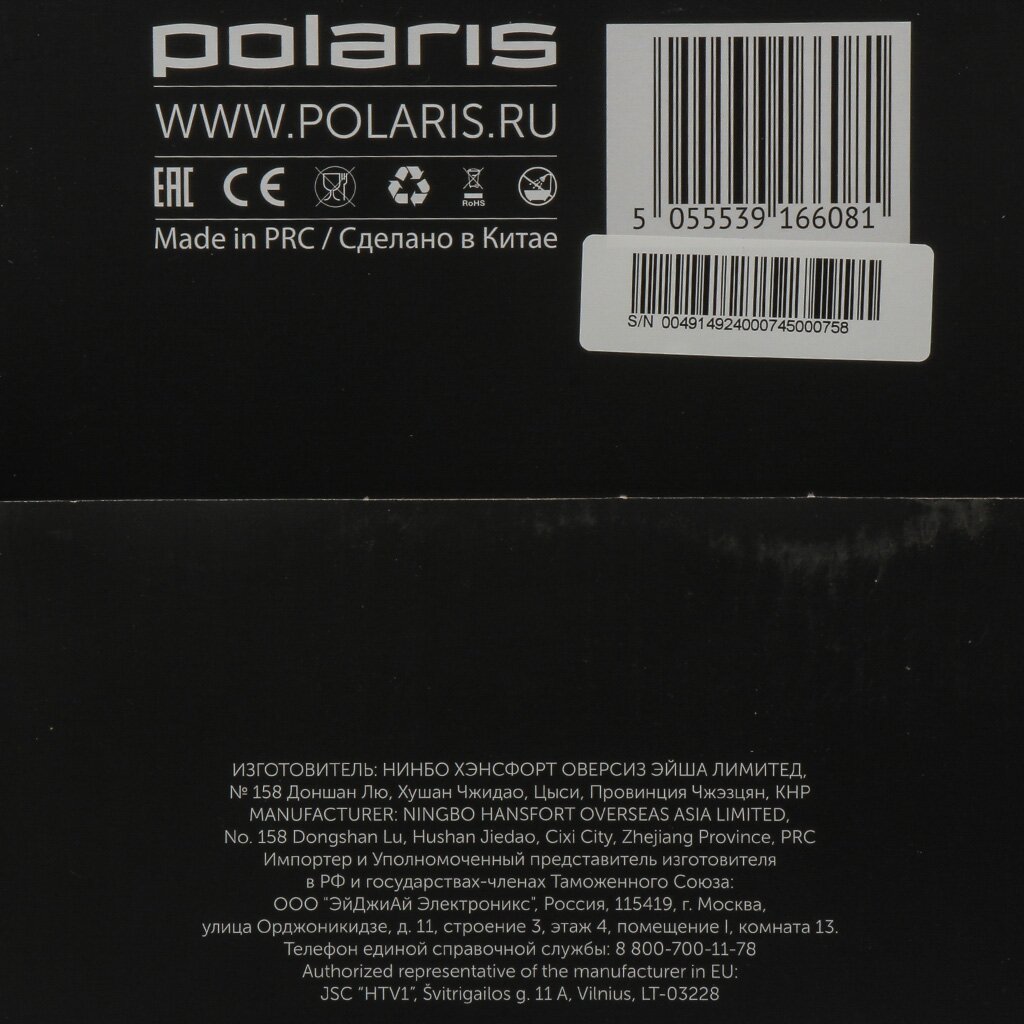 polaris
WWW.POLARIS.RU
EAC CE RoHS
Made in PRC / Сделано в Китае
5 055539 166081
S/N 004914924000745000758
ИЗГОТОВИТЕЛЬ: НИНБО ХЭНСФОРТ ОВЕРСИЗ ЭЙША ЛИМИТЕД,
№ 158 Доншан Лю, Хушан Чжидао, Цыси, Провинция Чжэзцян, КНР
MANUFACTURER: NINGBO HANSFORT OVERSEAS ASIA LIMITED,
No. 158 Dongshan Lu, Hushan Jiedao, Cixi City, Zhejiang Province, PRC
Импортер и Уполномоченный представитель изготовителя
в РФ и государствах-членах Таможенного Союза:
ООО "ЭйДжиАй Электроникс", Россия, 115419, г. Москва,
улица Орджоникидзе, д. 11, строение 3, этаж 4, помещение I, комната 13.
Телефон единой справочной службы: 8 800-700-11-78
Authorized representative of the manufacturer in EU:
JSC "HTV1", Švitrigailos g. 11 A, Vilnius, LT-03228